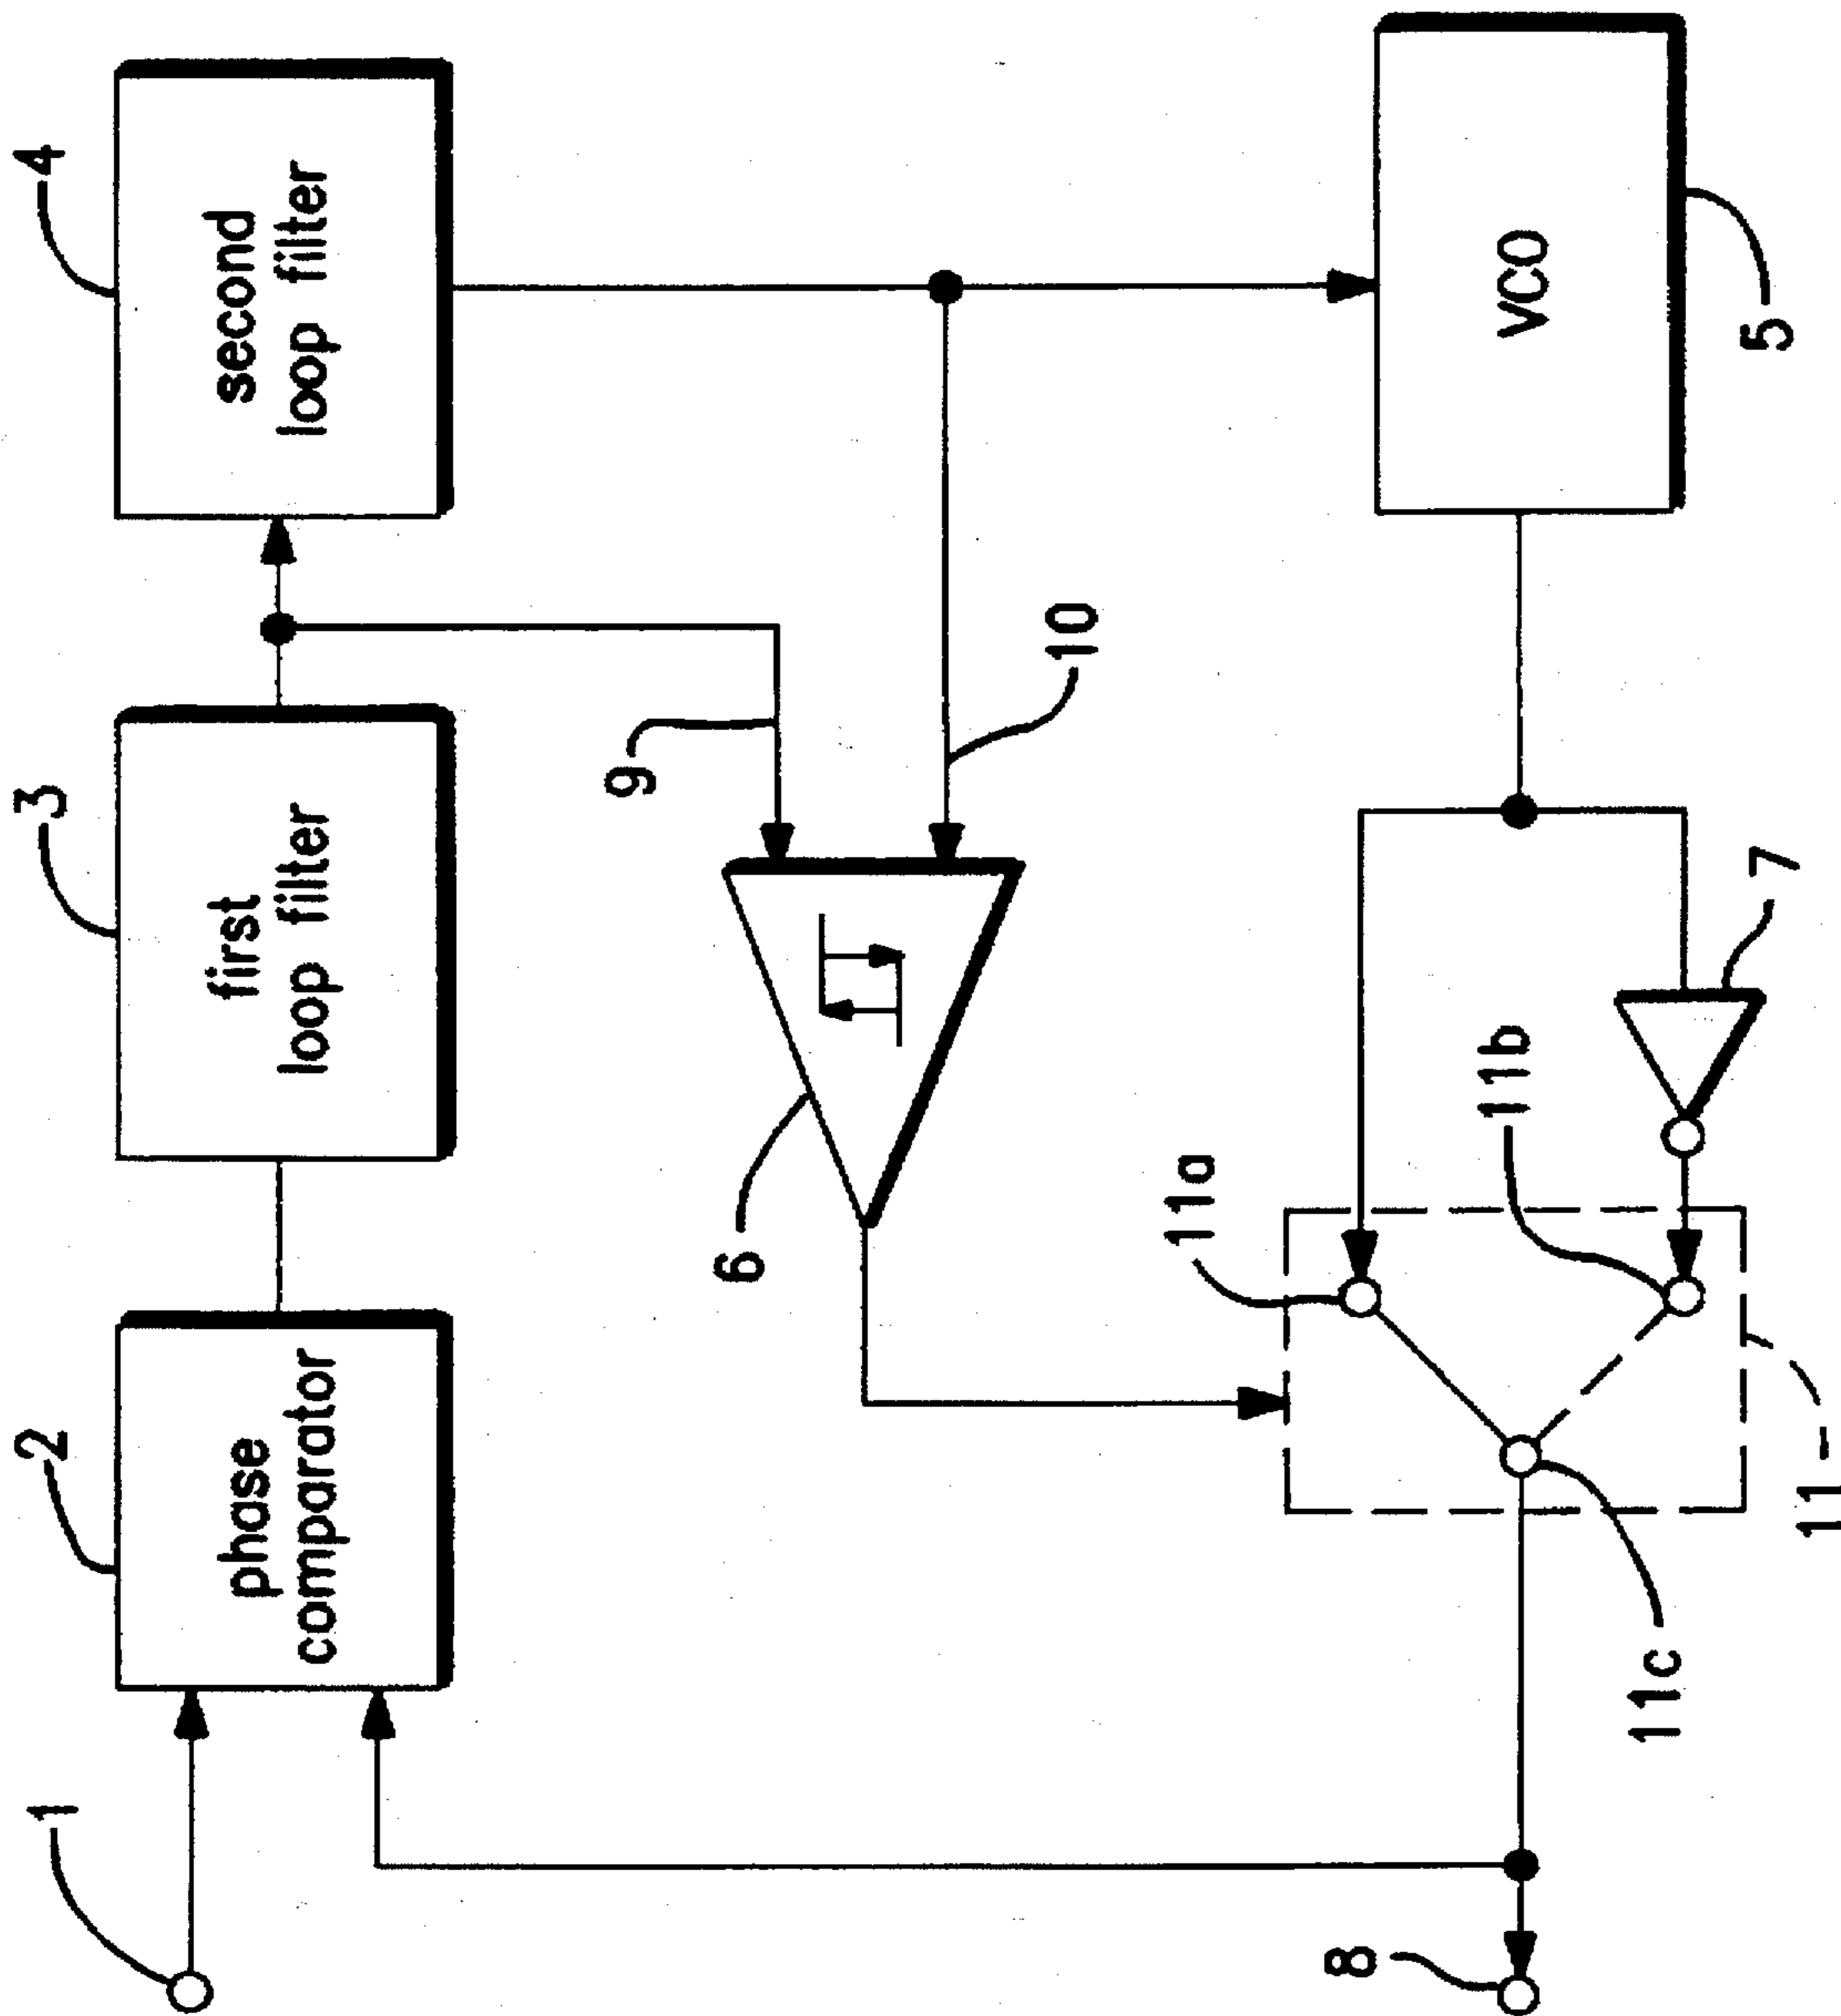 1
2
phase
comparator
3
first
loop filter
4
second
loop filter
9
6
10
11a
11b
7
VCO
5
8
11c
11